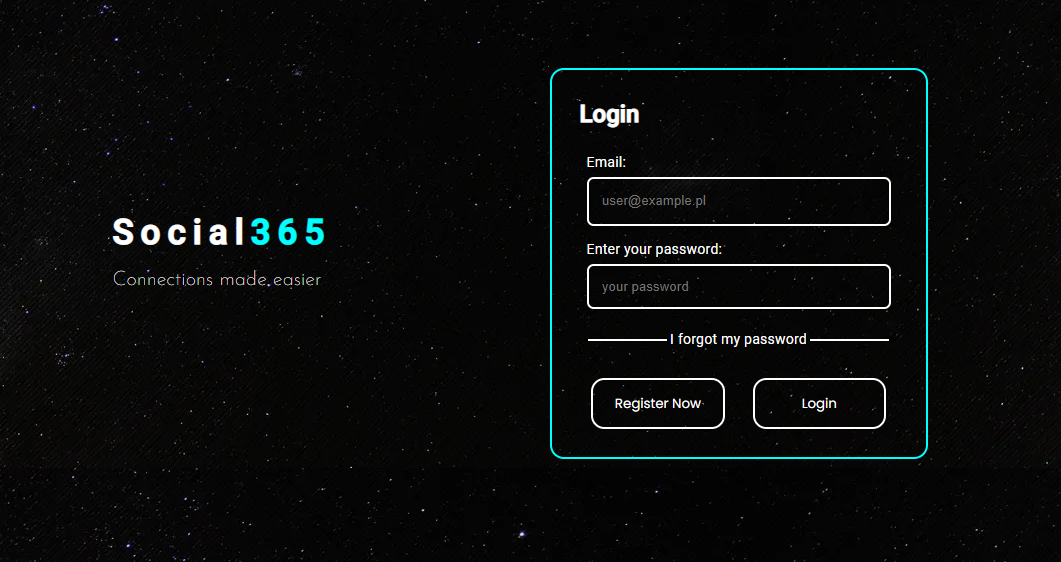 Social365
Connections made easier
Login
Email:
user@example.pl
Enter your password:
your password
I forgot my password
Register Now
Login